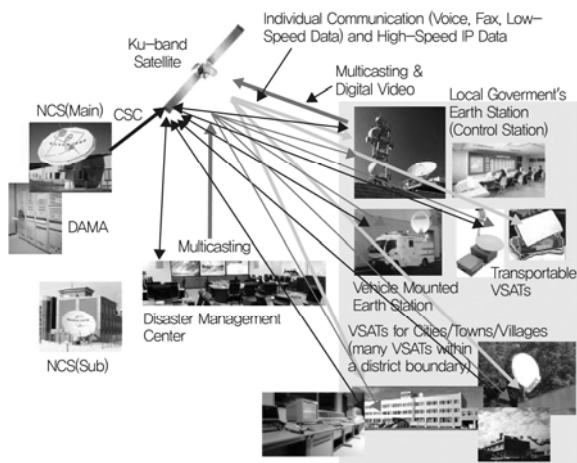 Individual Communication (Voice, Fax, Low-
Speed Data) and High-Speed IP Data
Ku-band
Satellite
Multicasting &
Digital Video
Local Goverment's
Earth Station
(Control Station)
NCS(Main)
CSC
DAMA
Multicasting
Vehicle Mounted
Earth Station
Transportable
VSATs
Disaster Management
Center
NCS(Sub)
VSATs for Cities/Towns/Villages
(many VSATs within
a district boundary)